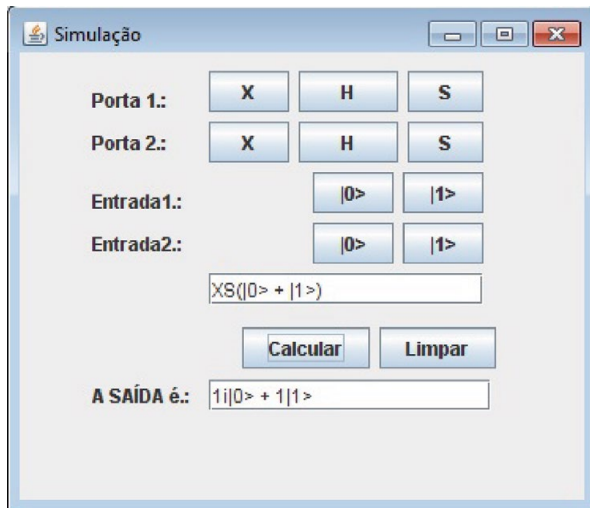 Simulação
Porta 1.: X H S
Porta 2.: X H S
Entrada1.: |0> |1>
Entrada2.: |0> |1>
XS(|0> + |1>)
Calcular Limpar
A SAÍDA é.: 1i|0> + 1|1>